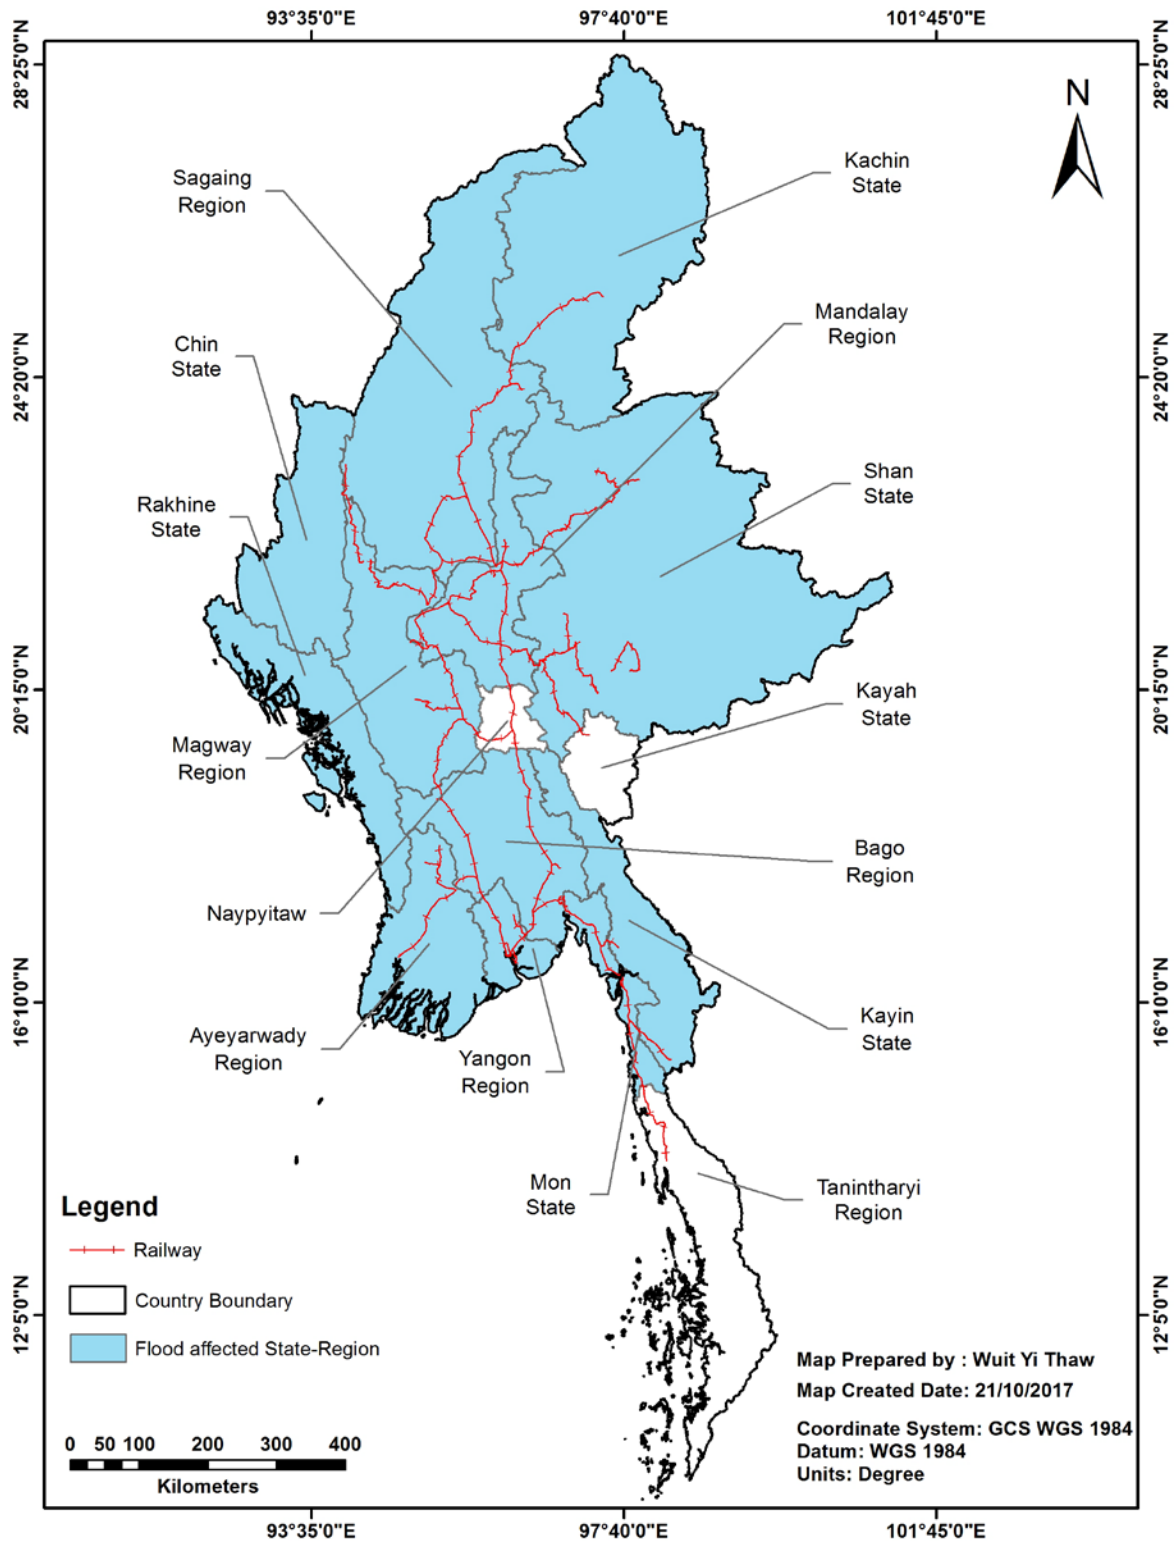 93°35'0"E
97°40'0"E
101°45'0"E
28°25'0"N
28°25'0"N
N
Kachin
State
Sagaing
Region
Mandalay
Region
Chin
State
24°20'0"N
24°20'0"N
Shan
State
Rakhine
State
20°15'0"N
20°15'0"N
Kayah
State
Magway
Region
Bago
Region
Naypyitaw
16°10'0"N
16°10'0"N
Kayin
State
Ayeyarwady
Region
Yangon
Region
Mon
State
Tanintharyi
Region
Legend
Railway
Country Boundary
Flood affected State-Region
12°5'0"N
12°5'0"N
Map Prepared by : Wuit Yi Thaw
Map Created Date: 21/10/2017
Coordinate System: GCS WGS 1984
Datum: WGS 1984
Units: Degree
0 50 100 200 300 400
Kilometers
93°35'0"E
97°40'0"E
101°45'0"E